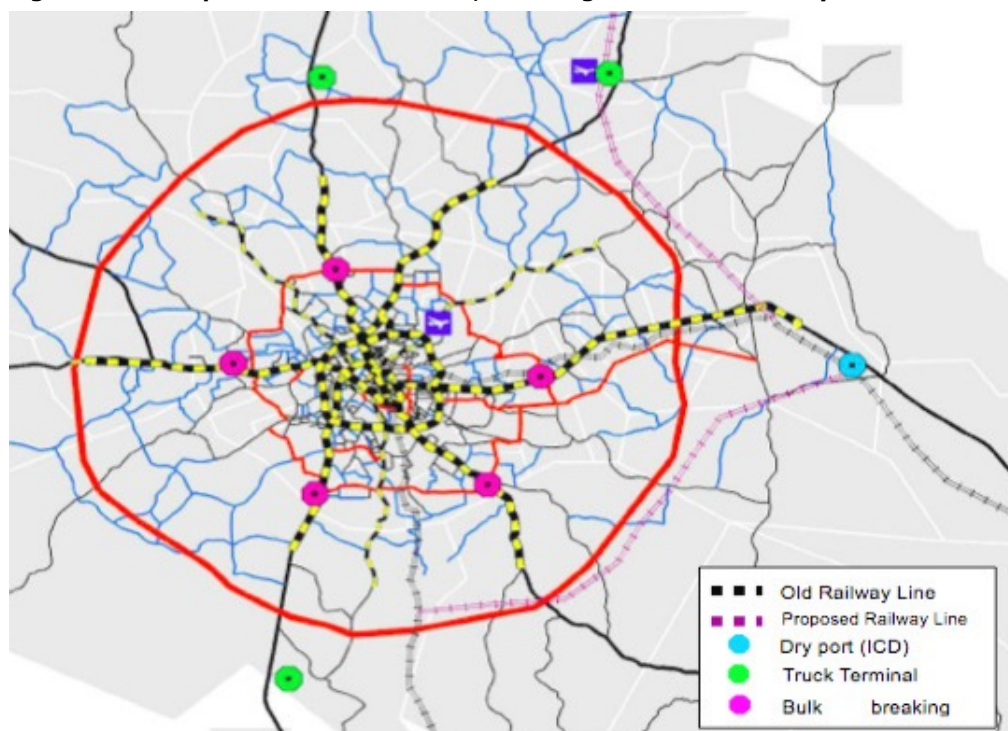 Old Railway Line
Proposed Railway Line
Dry port (ICD)
Truck Terminal
Bulk breaking